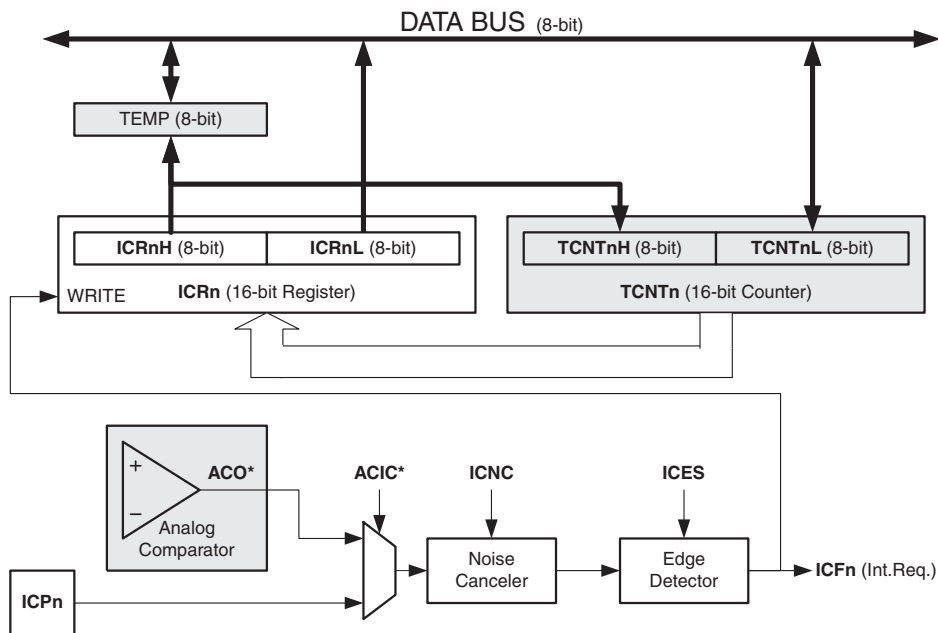 DATA BUS (8-bit)
TEMP (8-bit)
ICRnH (8-bit)
ICRnL (8-bit)
TCNTnH (8-bit)
TCNTnL (8-bit)
WRITE
ICRn (16-bit Register)
TCNTn (16-bit Counter)
+
−
ACO*
Analog
Comparator
ACIC*
ICNC
ICES
Noise
Canceler
Edge
Detector
ICFn (Int.Req.)
ICPn